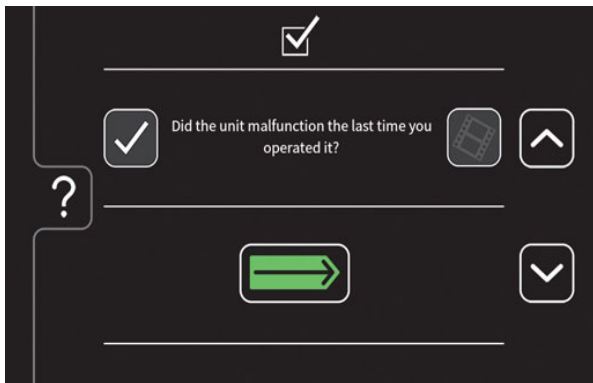 Did the unit malfunction the last time you
operated it?
?